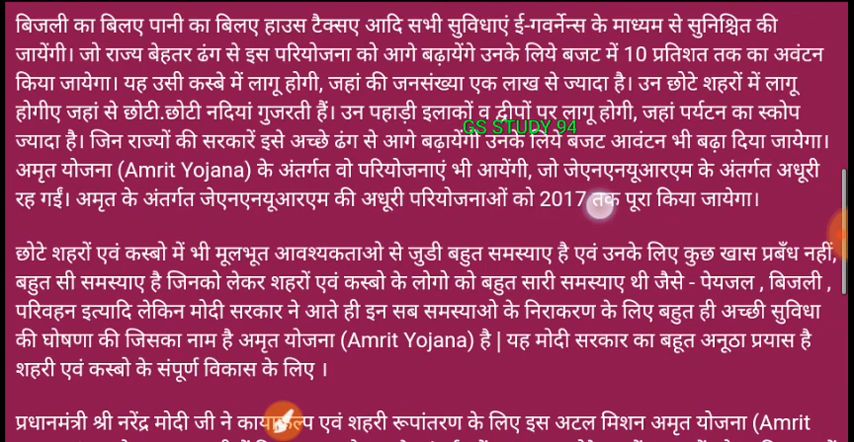 बिजली का बिलए पानी का बिलए हाउस टैक्सए आदि सभी सुविधाएं ई-गवर्नेन्स के माध्यम से सुनिश्चित की
जायेंगी। जो राज्य बेहतर ढंग से इस परियोजना को आगे बढ़ायेंगे उनके लिये बजट में 10 प्रतिशत तक का अवंटन
किया जायेगा। यह उसी कस्बे में लागू होगी, जहां की जनसंख्या एक लाख से ज्यादा है। उन छोटे शहरों में लागू
होगीए जहां से छोटी.छोटी नदियां गुजरती हैं। उन पहाड़ी इलाकों व द्वीपों पर लागू होगी, जहां पर्यटन का स्कोप
GS STUDY 94
ज्यादा है। जिन राज्यों की सरकारें इसे अच्छे ढंग से आगे बढ़ायेंगी उनके लिये बजट आवंटन भी बढ़ा दिया जायेगा।
अमृत योजना (Amrit Yojana) के अंतर्गत वो परियोजनाएं भी आयेंगी, जो जेएनएनयूआरएम के अंतर्गत अधूरी
रह गईं। अमृत के अंतर्गत जेएनएनयूआरएम की अधूरी परियोजनाओं को 2017 तक पूरा किया जायेगा।
छोटे शहरों एवं कस्बो में भी मूलभूत आवश्यकताओ से जुडी बहुत समस्याए है एवं उनके लिए कुछ खास प्रबँध नहीं,
बहुत सी समस्याए है जिनको लेकर शहरों एवं कस्बो के लोगो को बहुत सारी समस्याए थी जैसे - पेयजल , बिजली ,
परिवहन इत्यादि लेकिन मोदी सरकार ने आते ही इन सब समस्याओ के निराकरण के लिए बहुत ही अच्छी सुविधा
की घोषणा की जिसका नाम है अमृत योजना (Amrit Yojana) है | यह मोदी सरकार का बहूत अनूठा प्रयास है
शहरी एवं कस्बो के संपूर्ण विकास के लिए ।
प्रधानमंत्री श्री नरेंद्र मोदी जी ने कायाकल्प एवं शहरी रूपांतरण के लिए इस अटल मिशन अमृत योजना (Amrit